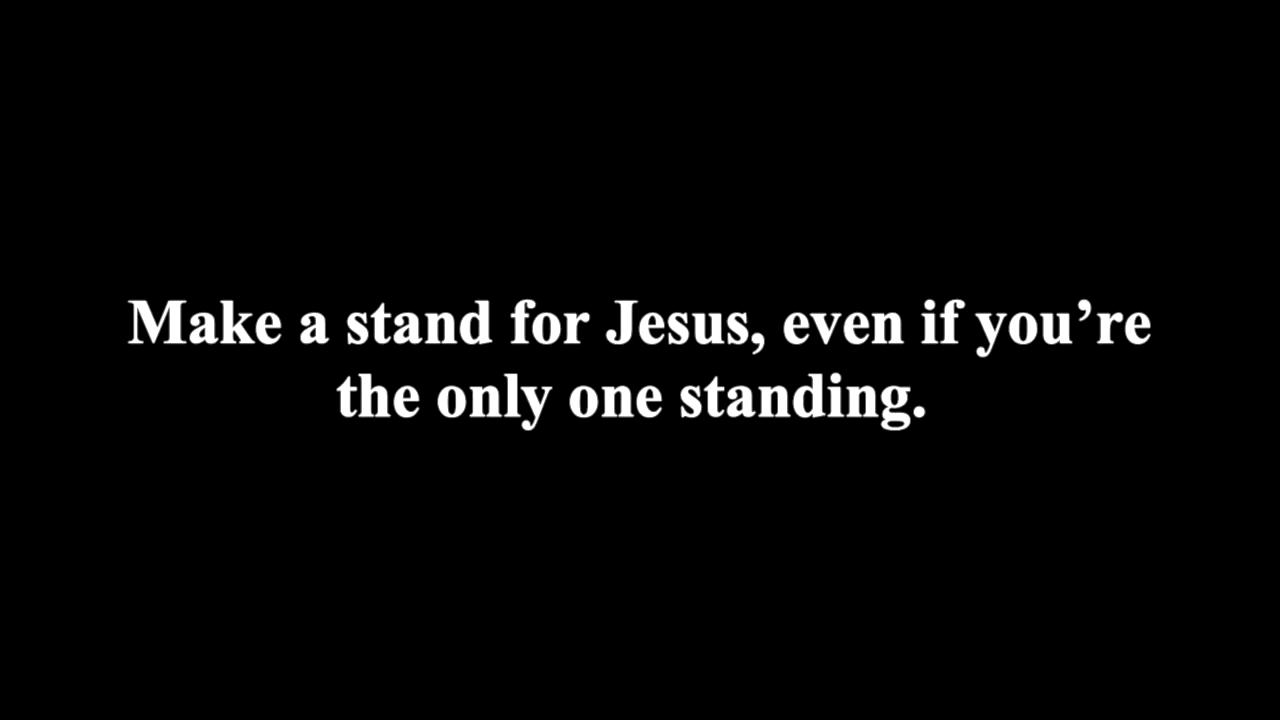 Make a stand for Jesus, even if you’re
the only one standing.